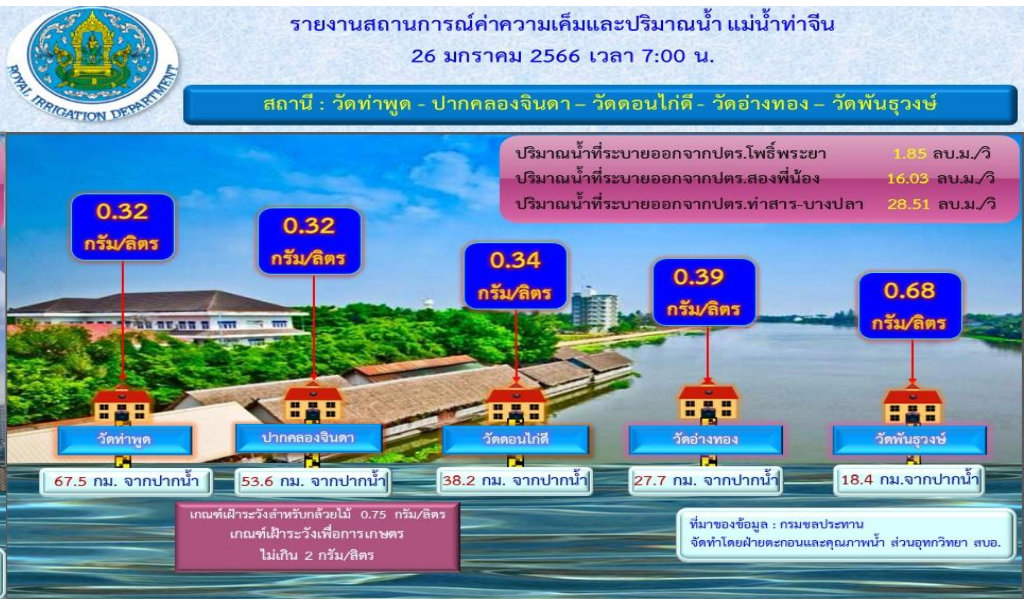 รายงานสถานการณ์ค่าความเค็มและปริมาณน้ำ แม่น้ำท่าจีน
26 มกราคม 2566 เวลา 7:00 น.
ROYAL IRRIGATION DEPARTMENT
สถานี : วัดท่าพูด - ปากคลองจินดา – วัดดอนไก่ดี - วัดอ่างทอง – วัดพันธุวงษ์
ปริมาณน้ำที่ระบายออกจากปตร.โพธิ์พระยา 1.85 ลบ.ม./วิ
ปริมาณน้ำที่ระบายออกจากปตร.สองพี่น้อง 16.03 ลบ.ม./วิ
ปริมาณน้ำที่ระบายออกจากปตร.ท่าสาร-บางปลา 28.51 ลบ.ม./วิ
0.32
กรัม/ลิตร
0.32
กรัม/ลิตร
0.34
กรัม/ลิตร
0.39
กรัม/ลิตร
0.68
กรัม/ลิตร
วัดท่าพูด
ปากคลองจินดา
วัดดอนไก่ดี
วัดอ่างทอง
วัดพันธุวงษ์
67.5 กม. จากปากน้ำ
53.6 กม. จากปากน้ำ
38.2 กม. จากปากน้ำ
27.7 กม. จากปากน้ำ
18.4 กม.จากปากน้ำ
เกณฑ์เฝ้าระวังสำหรับกล้วยไม้ 0.75 กรัม/ลิตร
เกณฑ์เฝ้าระวังเพื่อการเกษตร
ไม่เกิน 2 กรัม/ลิตร
ที่มาของข้อมูล : กรมชลประทาน
จัดทำโดยฝ่ายตะกอนและคุณภาพน้ำ ส่วนอุทกวิทยา สบอ.